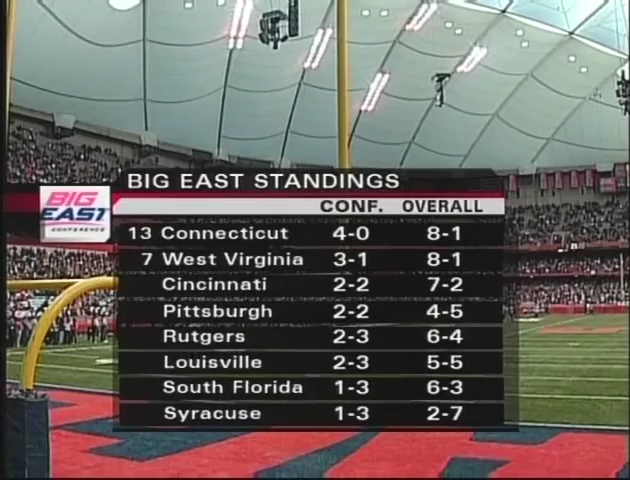 BIG EAST STANDINGS
BIG
EAST
CONFERENCE
CONF. OVERALL
13 Connecticut 4-0 8-1
7 West Virginia 3-1 8-1
Cincinnati 2-2 7-2
Pittsburgh 2-2 4-5
Rutgers 2-3 6-4
Louisville 2-3 5-5
South Florida 1-3 6-3
Syracuse 1-3 2-7